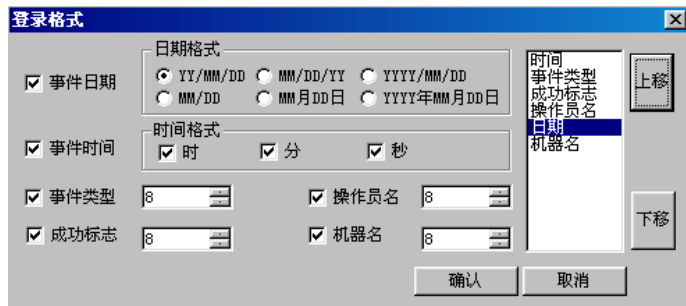 登录格式
事件日期
日期格式
YY/MM/DD MM/DD/YY YYYY/MM/DD
MM/DD MM月DD日 YYYY年MM月DD日
事件时间
时间格式
时 分 秒
事件类型 8 操作员名 8
成功标志 8 机器名 8
时间
事件类型
成功标志
操作员名
日期
机器名
上移
下移
确认 取消